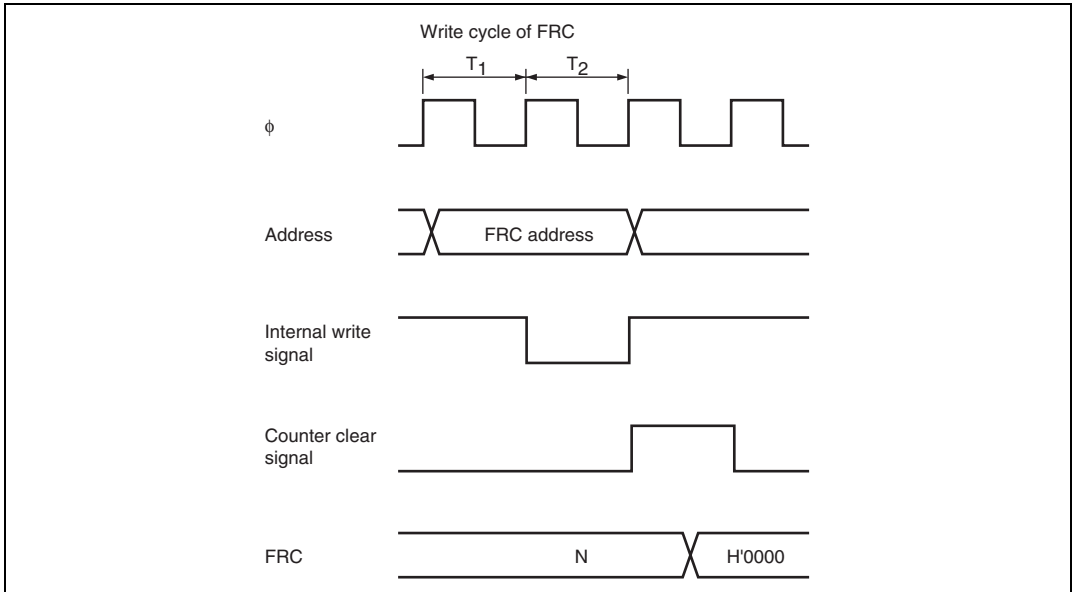 Write cycle of FRC
T1 T2
ϕ
Address
FRC address
Internal write
signal
Counter clear
signal
FRC
N
H'0000